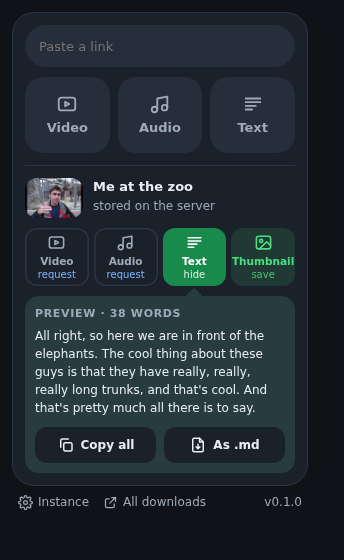 Paste a link
Video Audio Text
Me at the zoo
stored on the server
Video Audio Text Thumbnail
request request hide save
PREVIEW · 38 WORDS
All right, so here we are in front of the
elephants. The cool thing about these
guys is that they have really, really,
really long trunks, and that's cool. And
that's pretty much all there is to say.
Copy all As .md
Instance All downloads v0.1.0